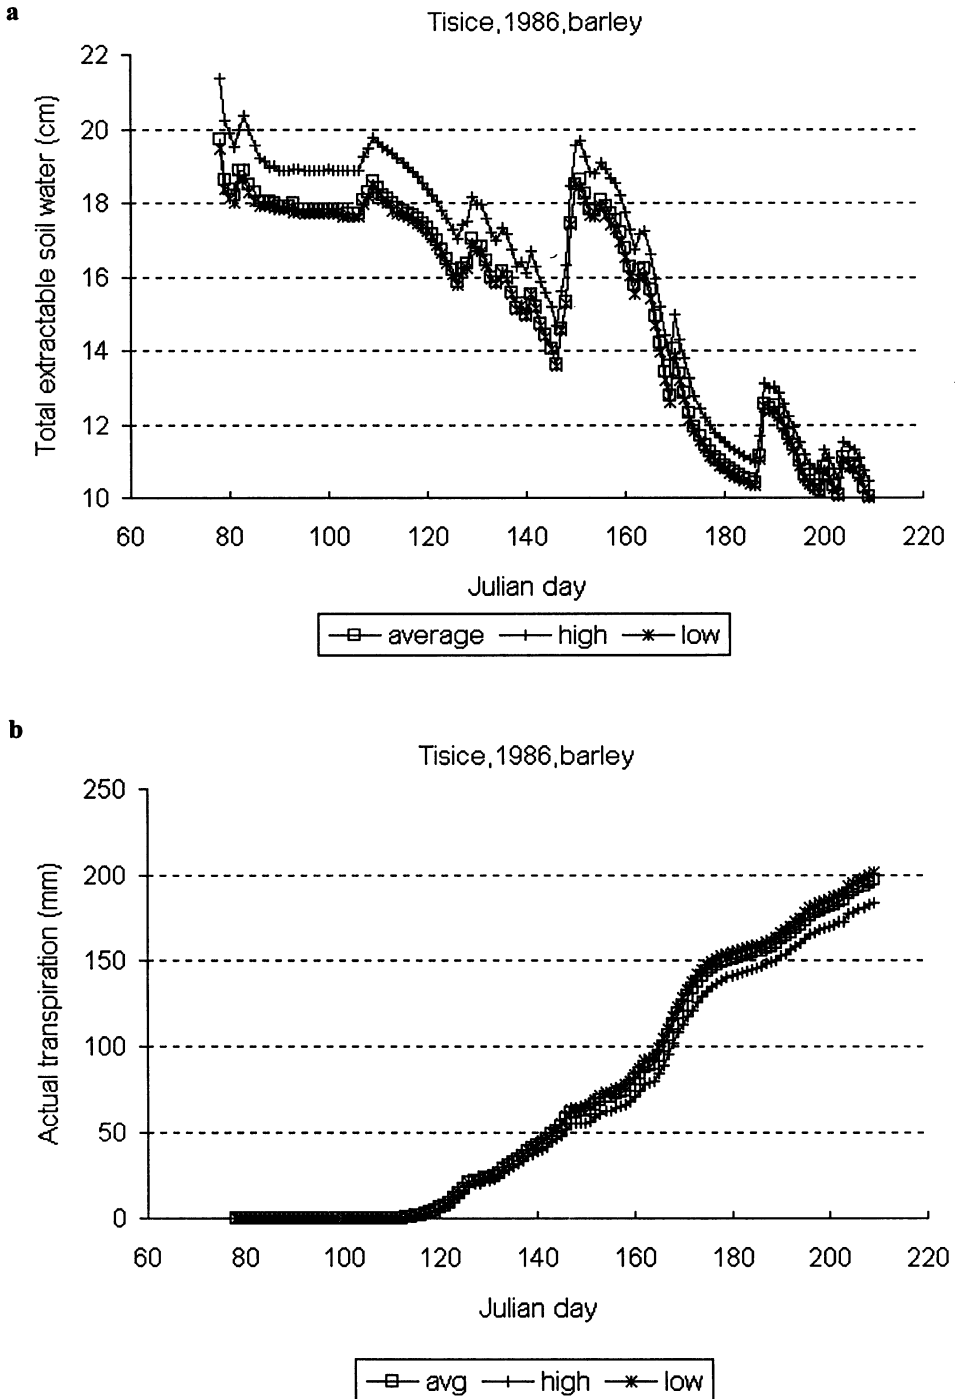 a
Tisice,1986,barley
Total extractable soil water (cm)
22
20
18
16
14
12
10
60 80 100 120 140 160 180 200 220
Julian day
average high low
b
Tisice,1986,barley
Actual transpiration (mm)
250
200
150
100
50
0
60 80 100 120 140 160 180 200 220
Julian day
avg high low